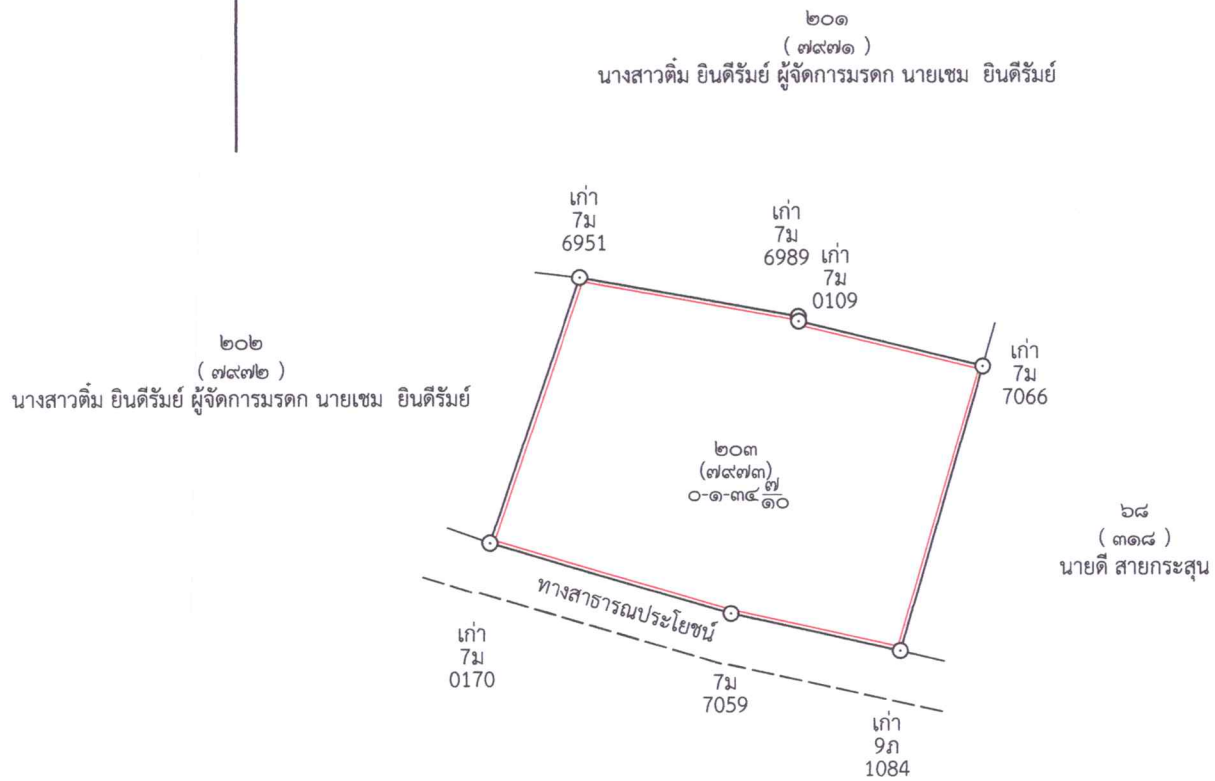 ๒๐๑
( ๗๙๗๑ )
นางสาวติ๋ม ยินดีรัมย์ ผู้จัดการมรดก นายเชม ยินดีรัมย์
เก่า
7ม
6951
เก่า
7ม
6989
เก่า
7ม
0109
เก่า
7ม
7066
๒๐๒
( ๗๙๗๒ )
นางสาวติ๋ม ยินดีรัมย์ ผู้จัดการมรดก นายเชม ยินดีรัมย์
๒๐๓
(๗๙๗๓)
๐-๑-๓๔ ๗/๑๐
๖๘
( ๓๑๘ )
นายดี สายกระสุน
ทางสาธารณประโยชน์
เก่า
7ม
0170
7ม
7059
เก่า
9ภ
1084